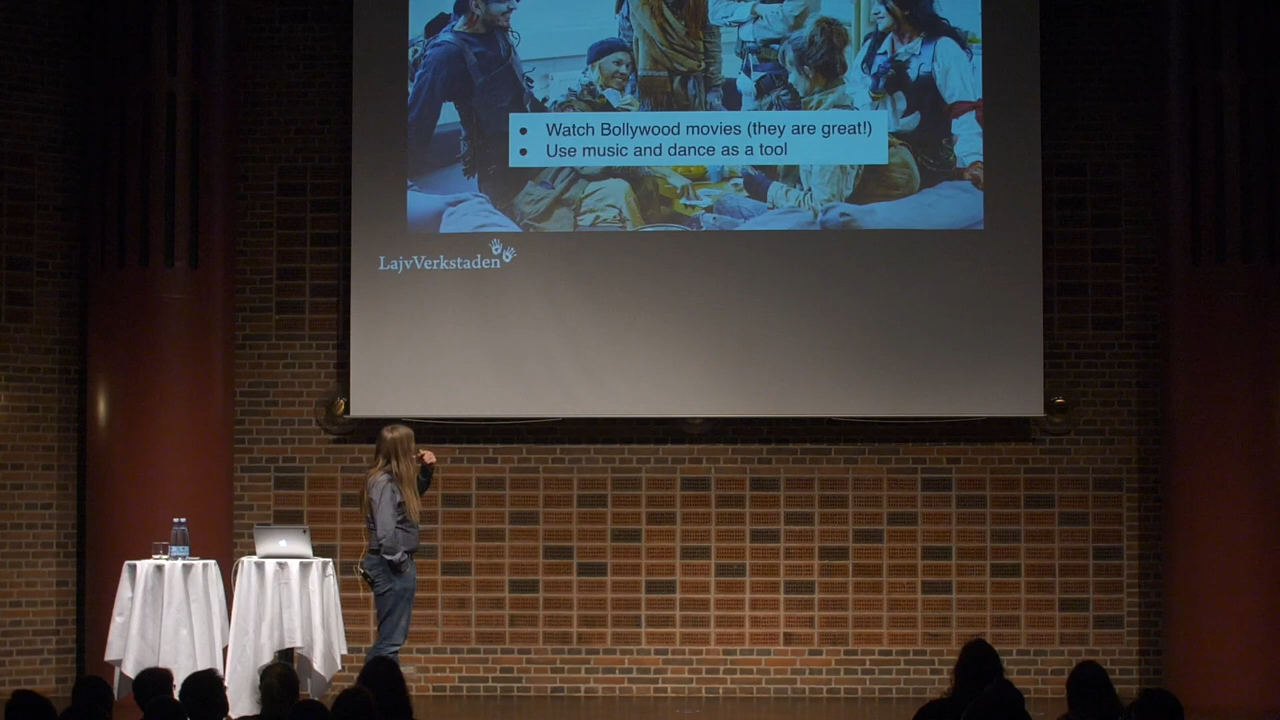 ● Watch Bollywood movies (they are great!)
● Use music and dance as a tool
LajvVerkstaden